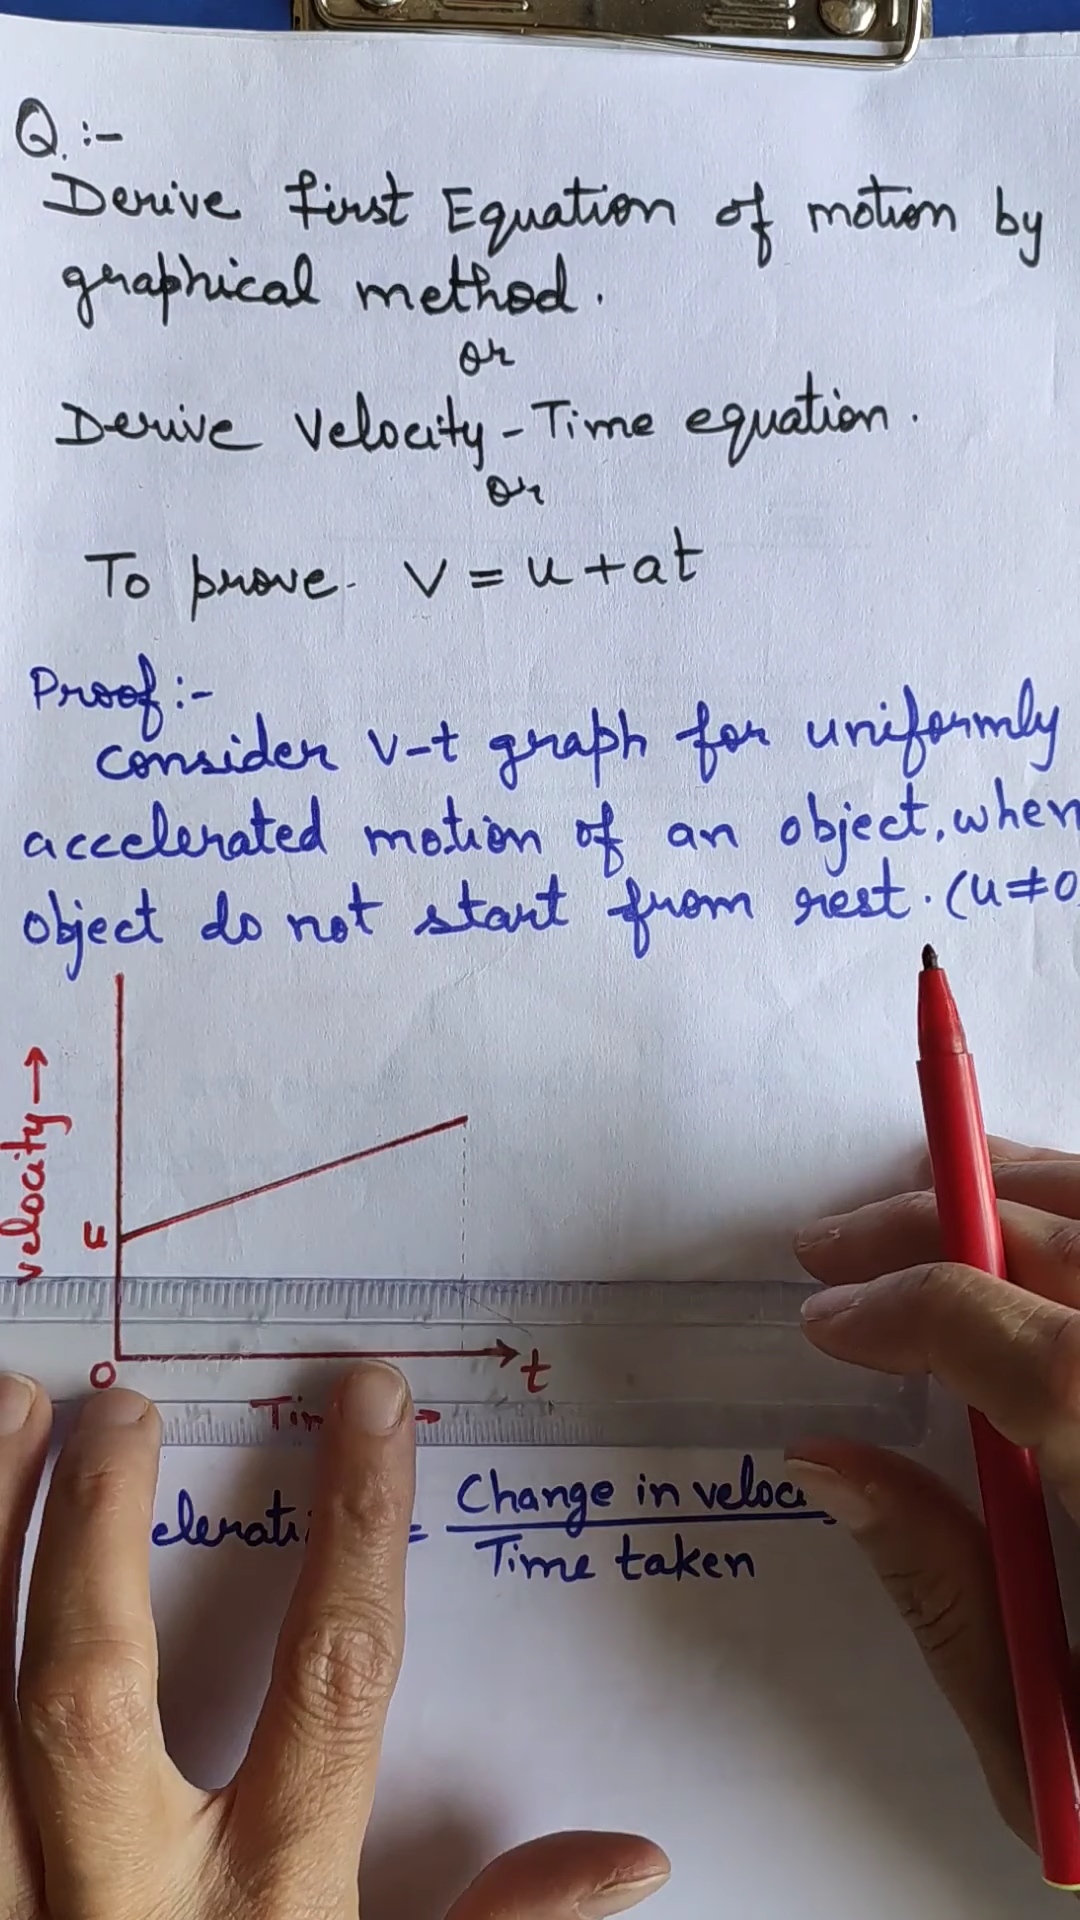 Q.:-
Derive first Equation of motion by
graphical method.
or
Derive Velocity-Time equation.
or
To prove- v=u+at
Proof:-
consider v-t graph for uniformly
accelerated motion of an object, when
object do not start from rest. (u≠0
velocity→
u
0
t
= Change in
Time taken